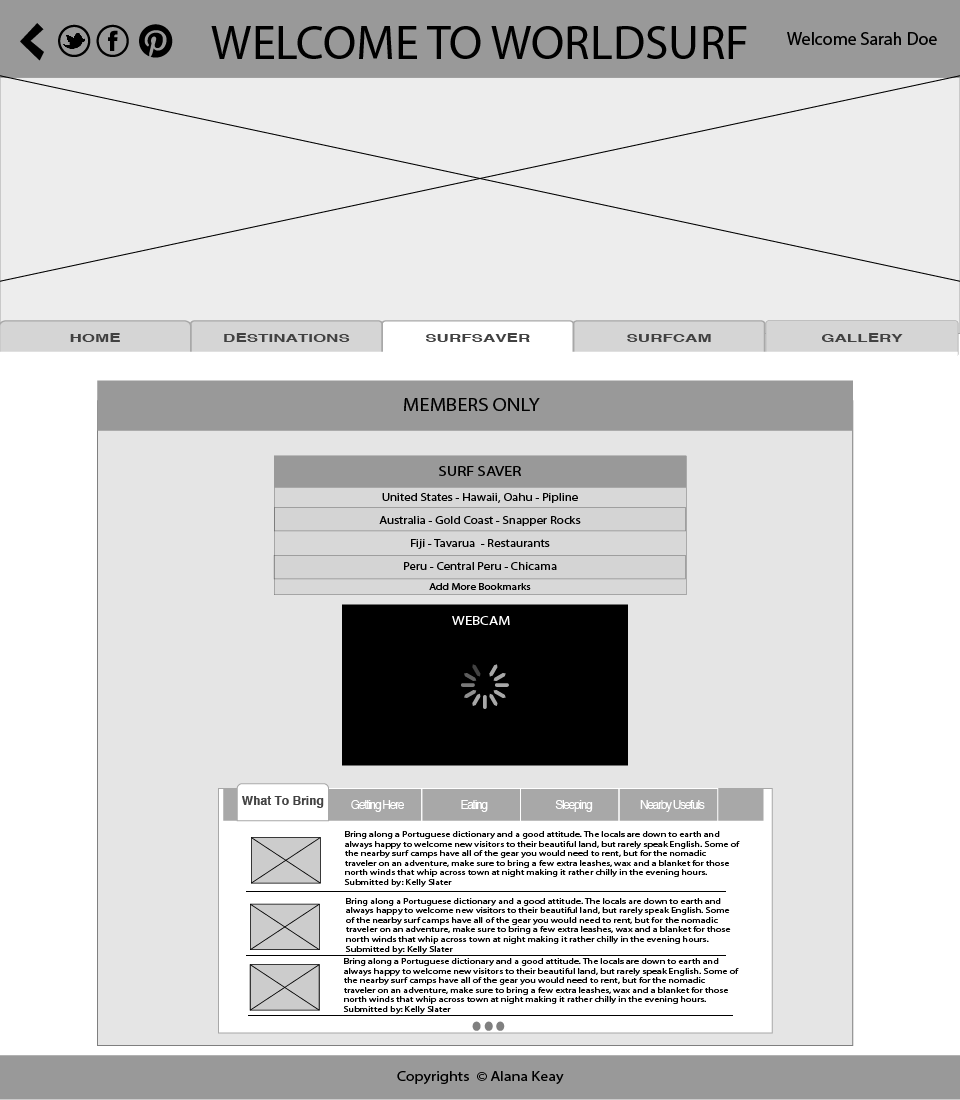 WELCOME TO WORLDSURF
Welcome Sarah Doe
HOME
DESTINATIONS
SURFSAVER
SURFCAM
GALLERY
MEMBERS ONLY
SURF SAVER
United States - Hawaii, Oahu - Pipline
Australia - Gold Coast - Snapper Rocks
Fiji - Tavarua - Restaurants
Peru - Central Peru - Chicama
Add More Bookmarks
WEBCAM
What To Bring
Getting Here
Eating
Sleeping
Nearby Usefuls
Bring along a Portuguese dictionary and a good attitude. The locals are down to earth and
always happy to welcome new visitors to their beautiful land, but rarely speak English. Some of
the nearby surf camps have all of the gear you would need to rent, but for the nomadic
traveler on an adventure, make sure to bring a few extra leashes, wax and a blanket for those
north winds that whip across town at night making it rather chilly in the evening hours.
Submitted by: Kelly Slater
Bring along a Portuguese dictionary and a good attitude. The locals are down to earth and
always happy to welcome new visitors to their beautiful land, but rarely speak English. Some
of the nearby surf camps have all of the gear you would need to rent, but for the nomadic
traveler on an adventure, make sure to bring a few extra leashes, wax and a blanket for those
north winds that whip across town at night making it rather chilly in the evening hours.
Submitted by: Kelly Slater
Bring along a Portuguese dictionary and a good attitude. The locals are down to earth and
always happy to welcome new visitors to their beautiful land, but rarely speak English. Some of
the nearby surf camps have all of the gear you would need to rent, but for the nomadic
traveler on an adventure, make sure to bring a few extra leashes, wax and a blanket for those
north winds that whip across town at night making it rather chilly in the evening hours.
Submitted by: Kelly Slater
Copyrights © Alana Keay